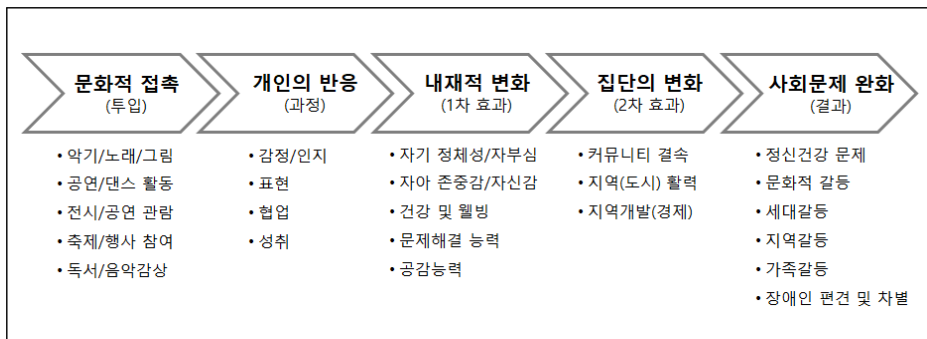 문화적 접촉
(투입)
• 악기/노래/그림
• 공연/댄스 활동
• 전시/공연 관람
• 축제/행사 참여
• 독서/음악감상
개인의 반응
(과정)
• 감정/인지
• 표현
• 협업
• 성취
내재적 변화
(1차 효과)
• 자기 정체성/자부심
• 자아 존중감/자신감
• 건강 및 웰빙
• 문제해결 능력
• 공감능력
집단의 변화
(2차 효과)
• 커뮤니티 결속
• 지역(도시) 활력
• 지역개발(경제)
사회문제 완화
(결과)
• 정신건강 문제
• 문화적 갈등
• 세대갈등
• 지역갈등
• 가족갈등
• 장애인 편견 및 차별